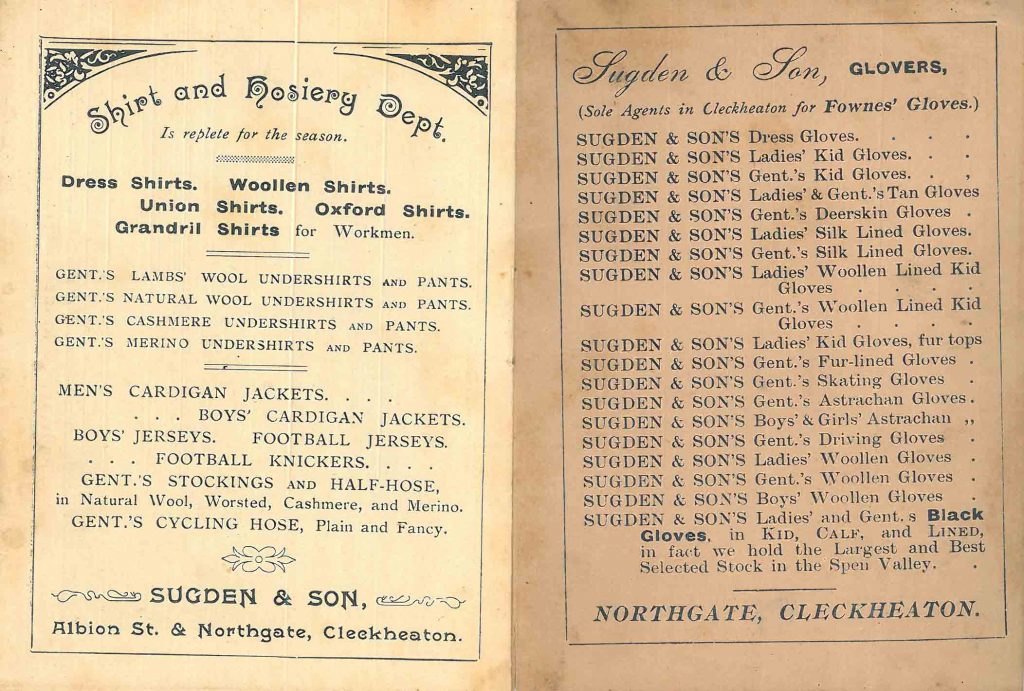 Shirt and Hosiery Dept.
Is replete for the season.
Dress Shirts. Woollen Shirts.
Union Shirts. Oxford Shirts.
Grandril Shirts for Workmen.
GENT.'S LAMBS' WOOL UNDERSHIRTS AND PANTS.
GENT.'S NATURAL WOOL UNDERSHIRTS AND PANTS.
GENT.'S CASHMERE UNDERSHIRTS AND PANTS.
GENT.'S MERINO UNDERSHIRTS AND PANTS.
MEN'S CARDIGAN JACKETS. . . .
. . . BOYS' CARDIGAN JACKETS.
BOYS' JERSEYS. FOOTBALL JERSEYS.
. . . FOOTBALL KNICKERS. . . .
GENT.'S STOCKINGS AND HALF-HOSE,
in Natural Wool, Worsted, Cashmere, and Merino.
GENT.'S CYCLING HOSE, Plain and Fancy.
SUGDEN & SON,
Albion St. & Northgate, Cleckheaton.
Sugden & Son, GLOVERS,
(Sole Agents in Cleckheaton for Fownes' Gloves.)
SUGDEN & SON'S Dress Gloves. . . .
SUGDEN & SON'S Ladies' Kid Gloves. . .
SUGDEN & SON'S Gent.'s Kid Gloves. . ,
SUGDEN & SON'S Ladies' & Gent.'s Tan Gloves
SUGDEN & SON'S Gent.'s Deerskin Gloves .
SUGDEN & SON'S Ladies' Silk Lined Gloves.
SUGDEN & SON'S Gent.'s Silk Lined Gloves.
SUGDEN & SON'S Ladies' Woollen Lined Kid
Gloves . . . .
SUGDEN & SON'S Gent.'s Woollen Lined Kid
Gloves . . . .
SUGDEN & SON'S Ladies' Kid Gloves, fur tops
SUGDEN & SON'S Gent.'s Fur-lined Gloves .
SUGDEN & SON'S Gent.'s Skating Gloves .
SUGDEN & SON'S Gent.'s Astrachan Gloves.
SUGDEN & SON'S Boys' & Girls' Astrachan ,,
SUGDEN & SON'S Gent.'s Driving Gloves .
SUGDEN & SON'S Ladies' Woollen Gloves .
SUGDEN & SON'S Gent.'s Woollen Gloves .
SUGDEN & SON'S Boys' Woollen Gloves .
SUGDEN & SON'S Ladies' and Gent.s Black
Gloves, in KID, CALF, and LINED,
in fact we hold the Largest and Best
Selected Stock in the Spen Valley. .
NORTHGATE, CLECKHEATON.